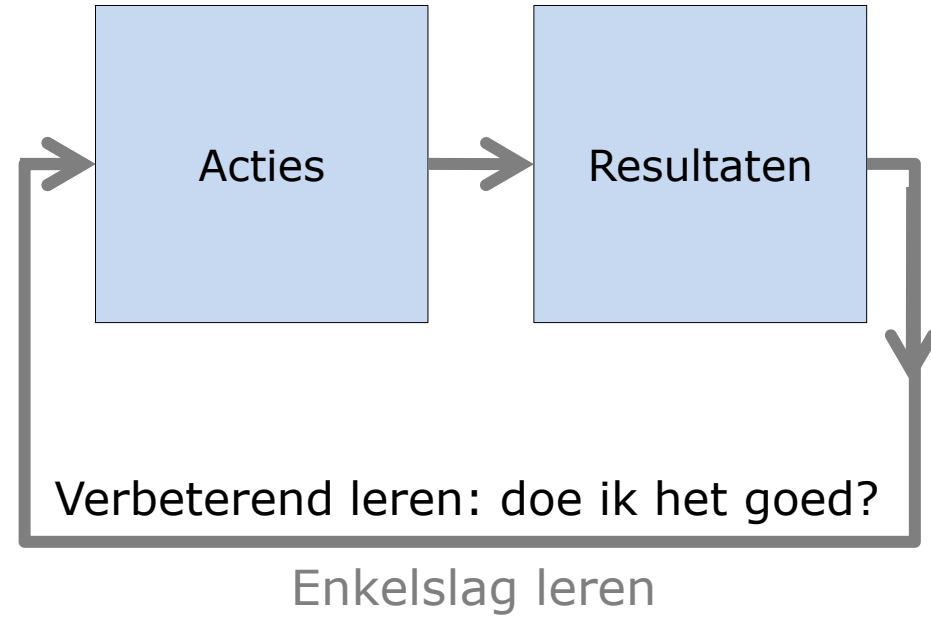 Acties
Resultaten
Verbeterend leren: doe ik het goed?
Enkelslag leren